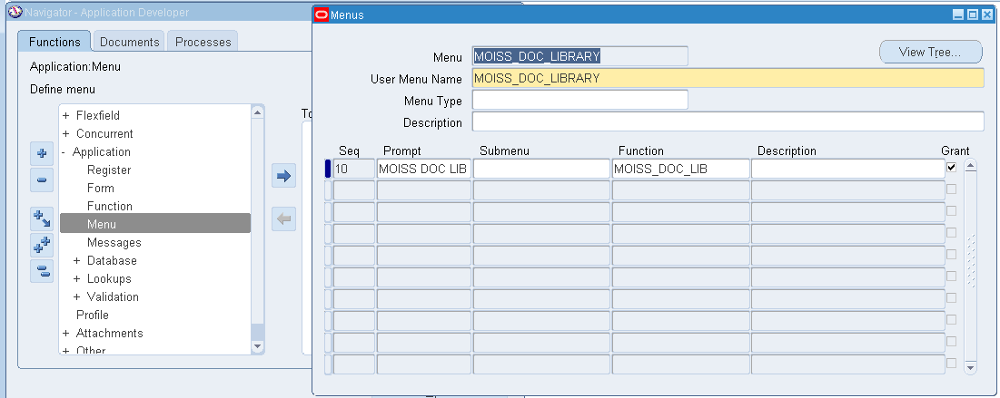 Navigator - Application Developer
Functions
Documents
Processes
Application:Menu
Define menu
+ Flexfield
+ Concurrent
- Application
Register
Form
Function
Menu
Messages
+ Database
+ Lookups
+ Validation
Profile
+ Attachments
+ Other
To
Menus
Menu MOISS_DOC_LIBRARY
View Tree...
User Menu Name MOISS_DOC_LIBRARY
Menu Type
Description
Seq Prompt Submenu Function Description Grant
10 MOISS DOC LIB MOISS_DOC_LIB